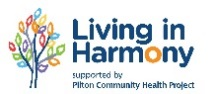 Living in
Harmony
supported by
Pilton Community Health Project